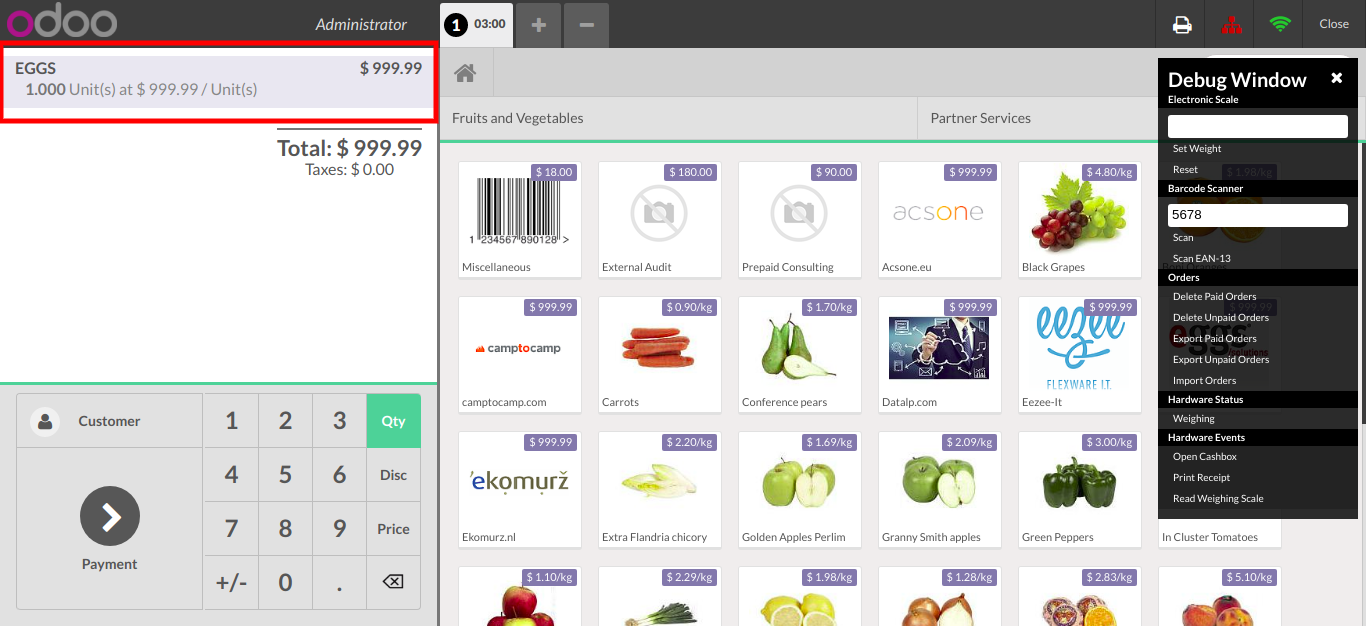 odoo
Administrator
1 03:00
+
−
Close
EGGS $ 999.99
1.000 Unit(s) at $ 999.99 / Unit(s)
Total: $ 999.99
Taxes: $ 0.00
Customer
Payment
1 2 3 Qty
4 5 6 Disc
7 8 9 Price
+/- 0 .
Fruits and Vegetables
Partner Services
$ 18.00
1 234567 890128 >
Miscellaneous
$ 180.00
External Audit
$ 90.00
Prepaid Consulting
$ 999.99
acsone
Acsone.eu
$ 4.80/kg
Black Grapes
$ 1.98/kg
$ 999.99
camptocamp
camptocamp.com
$ 0.90/kg
Carrots
$ 1.70/kg
Conference pears
$ 999.99
Datalp.com
$ 999.99
eezee
FLEXWARE I.T.
Eezee-It
$ 999.99
eggs
$ 999.99
ekomurž
Ekomurz.nl
$ 2.20/kg
Extra Flandria chicory
$ 1.69/kg
Golden Apples Perlim
$ 2.09/kg
Granny Smith apples
$ 3.00/kg
Green Peppers
In Cluster Tomatoes
$ 1.10/kg
$ 2.29/kg
$ 1.98/kg
$ 1.28/kg
$ 2.83/kg
$ 5.10/kg
Debug Window
Electronic Scale
Set Weight
Reset
Barcode Scanner
5678
Scan
Scan EAN-13
Orders
Delete Paid Orders
Delete Unpaid Orders
Export Paid Orders
Export Unpaid Orders
Import Orders
Hardware Status
Weighing
Hardware Events
Open Cashbox
Print Receipt
Read Weighing Scale